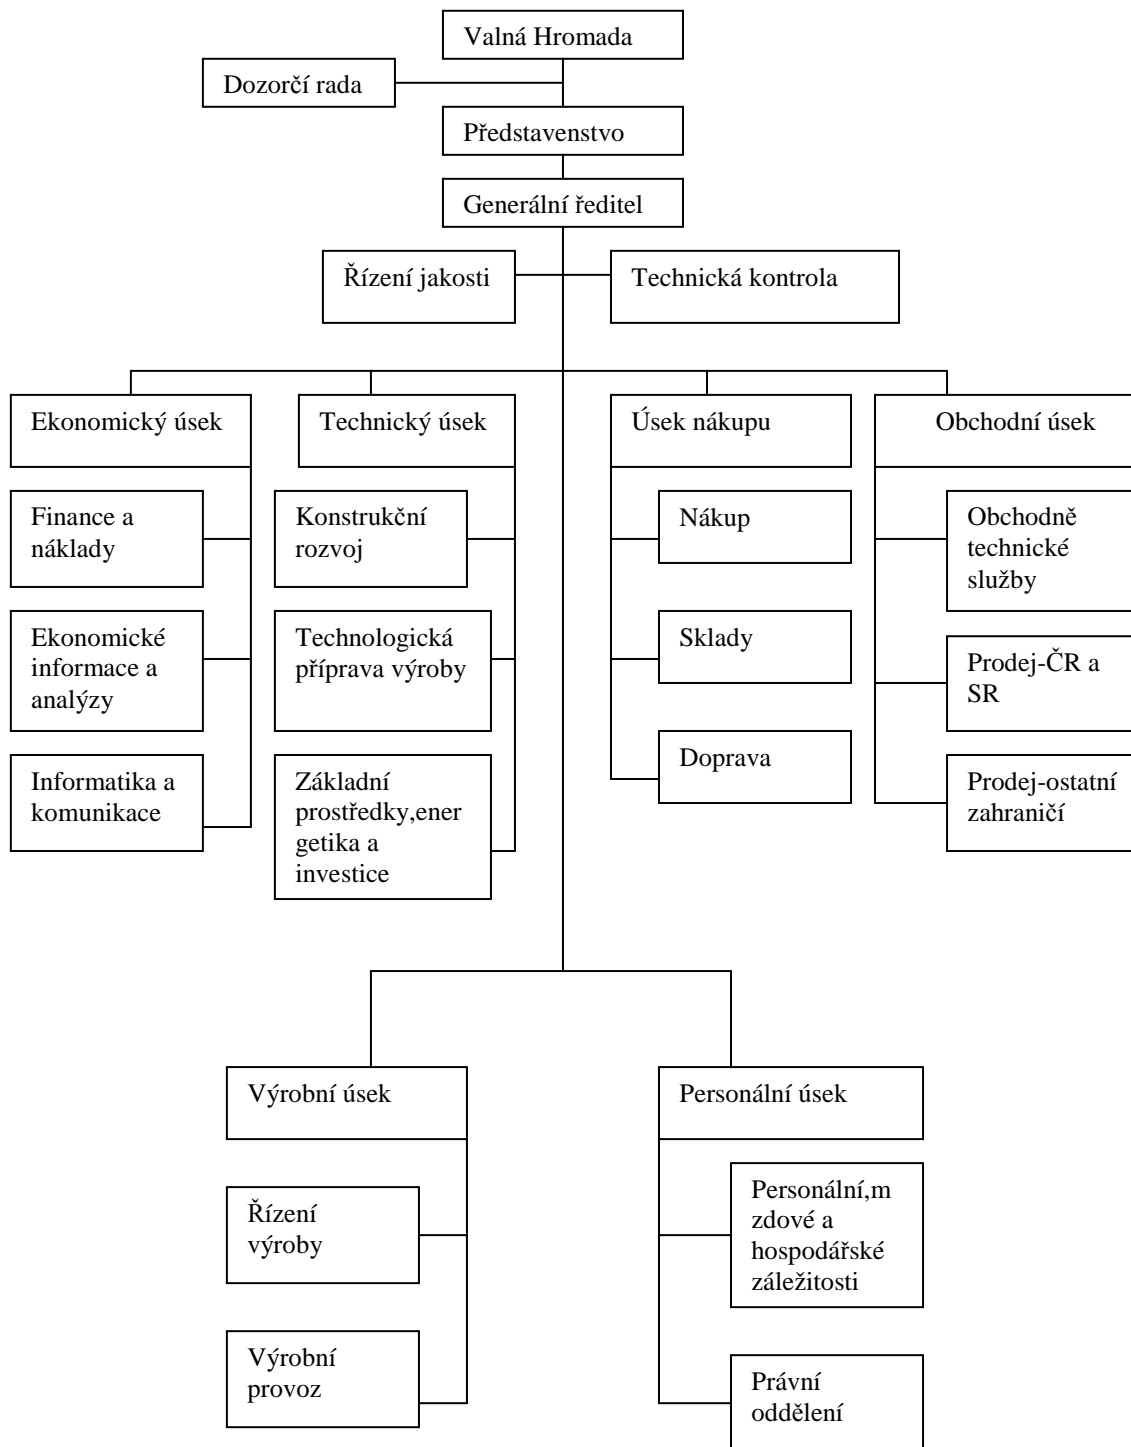 Valná Hromada
Dozorčí rada
Představenstvo
Generální ředitel
Řízení jakosti
Technická kontrola
Ekonomický úsek
Technický úsek
Úsek nákupu
Obchodní úsek
Finance a
náklady
Konstrukční
rozvoj
Nákup
Obchodně
technické
služby
Ekonomické
informace a
analýzy
Technologická
příprava výroby
Sklady
Prodej-ČR a
SR
Informatika a
komunikace
Základní
prostředky,ener
getika a
investice
Doprava
Prodej-ostatní
zahraničí
Výrobní úsek
Personální úsek
Řízení
výroby
Personální,m
zdové a
hospodářské
záležitosti
Výrobní
provoz
Právní
oddělení